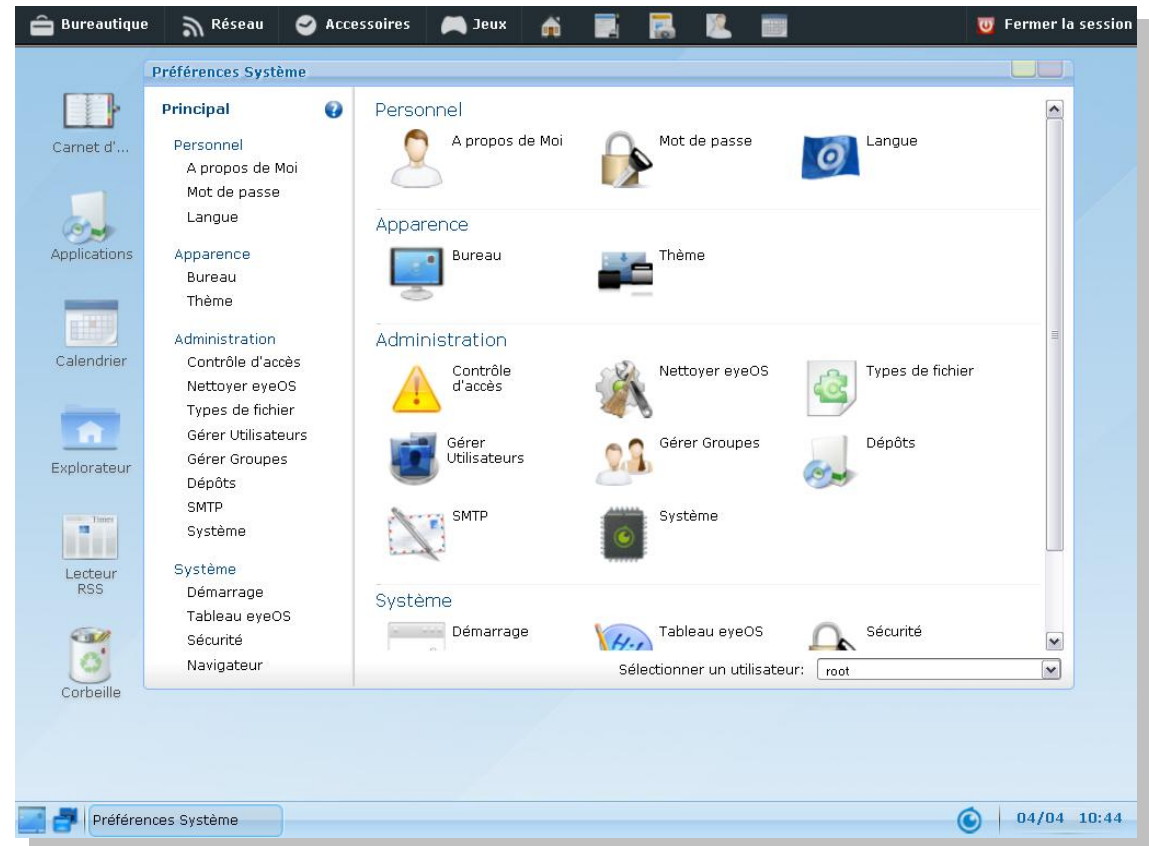 Bureautique Réseau Accessoires Jeux Fermer la session
Préférences Système
Carnet d'...
Applications
Calendrier
Explorateur
Lecteur
RSS
Corbeille
Principal
Personnel
A propos de Moi
Mot de passe
Langue
Apparence
Bureau
Thème
Administration
Contrôle d'accès
Nettoyer eyeOS
Types de fichier
Gérer Utilisateurs
Gérer Groupes
Dépôts
SMTP
Système
Système
Démarrage
Tableau eyeOS
Sécurité
Navigateur
Personnel
A propos de Moi Mot de passe Langue
Apparence
Bureau Thème
Administration
Contrôle
d'accès
Nettoyer eyeOS Types de fichier
Gérer
Utilisateurs
Gérer Groupes Dépôts
SMTP Système
Système
Démarrage Tableau eyeOS Sécurité
Sélectionner un utilisateur: root
Préférences Système 04/04 10:44